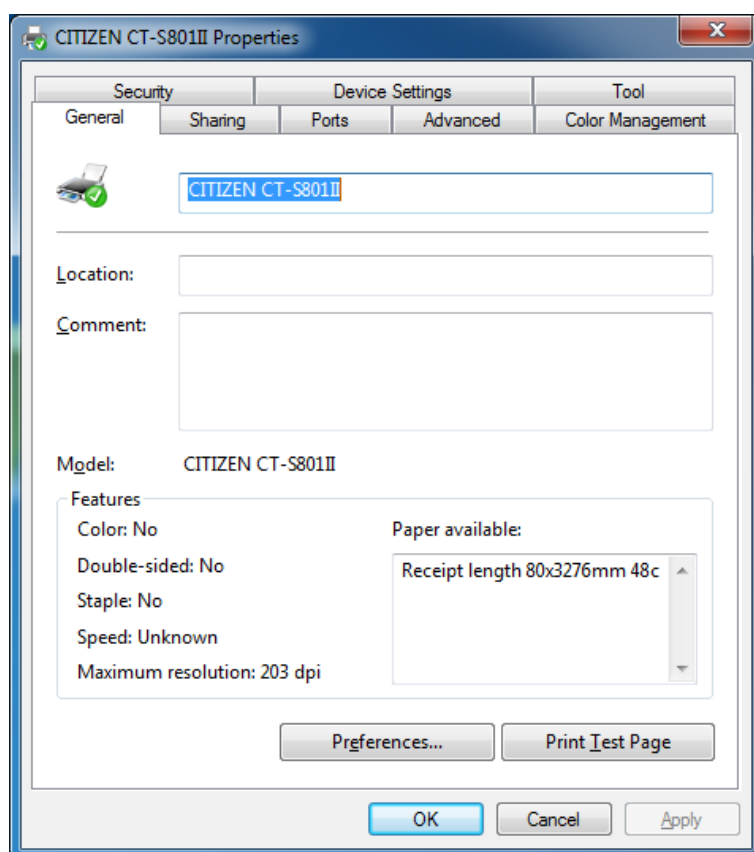 CITIZEN CT-S801II Properties
Security Device Settings Tool
General Sharing Ports Advanced Color Management
CITIZEN CT-S801II
Location:
Comment:
Model: CITIZEN CT-S801II
Features
Color: No Paper available:
Double-sided: No Receipt length 80x3276mm 48c
Staple: No
Speed: Unknown
Maximum resolution: 203 dpi
Preferences... Print Test Page
OK Cancel Apply